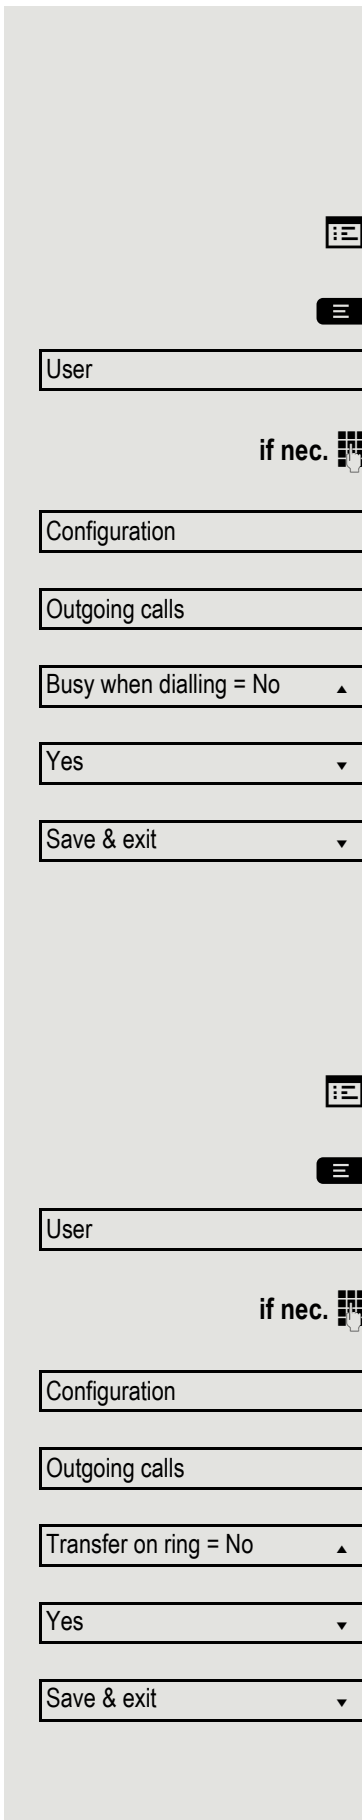 User
if nec.
Configuration
Outgoing calls
Busy when dialling = No
Yes
Save & exit
User
if nec.
Configuration
Outgoing calls
Transfer on ring = No
Yes
Save & exit